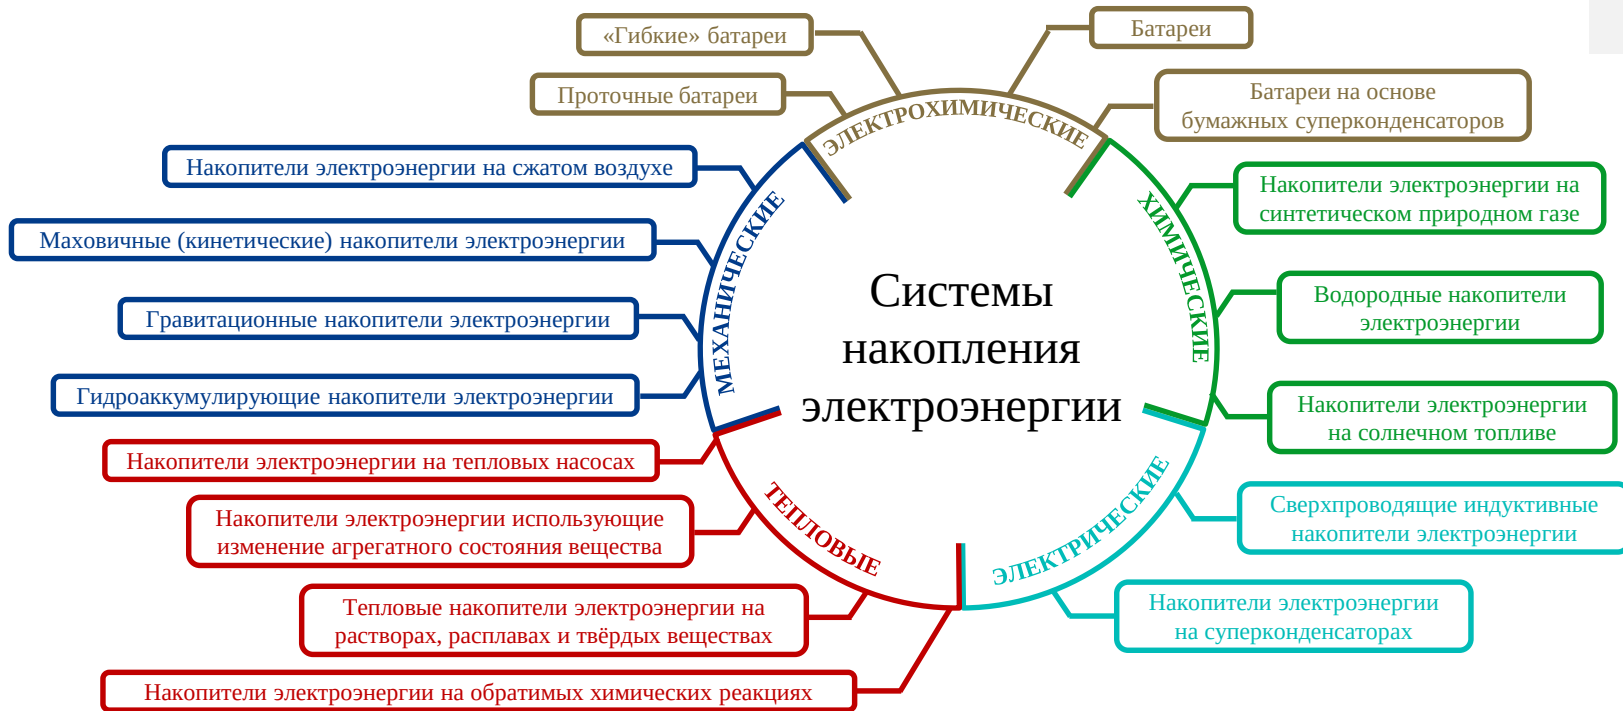 «Гибкие» батареи
Батареи
Проточные батареи
Батареи на основе
бумажных суперконденсаторов
ЭЛЕКТРОХИМИЧЕСКИЕ
Накопители электроэнергии на сжатом воздухе
Маховичные (кинетические) накопители электроэнергии
Гравитационные накопители электроэнергии
Гидроаккумулирующие накопители электроэнергии
МЕХАНИЧЕСКИЕ
Системы
накопления
электроэнергии
ХИМИЧЕСКИЕ
Накопители электроэнергии на
синтетическом природном газе
Водородные накопители
электроэнергии
Накопители электроэнергии
на солнечном топливе
Накопители электроэнергии на тепловых насосах
Накопители электроэнергии использующие
изменение агрегатного состояния вещества
Тепловые накопители электроэнергии на
растворах, расплавах и твёрдых веществах
Накопители электроэнергии на обратимых химических реакциях
ТЕПЛОВЫЕ
ЭЛЕКТРИЧЕСКИЕ
Сверхпроводящие индуктивные
накопители электроэнергии
Накопители электроэнергии
на суперконденсаторах